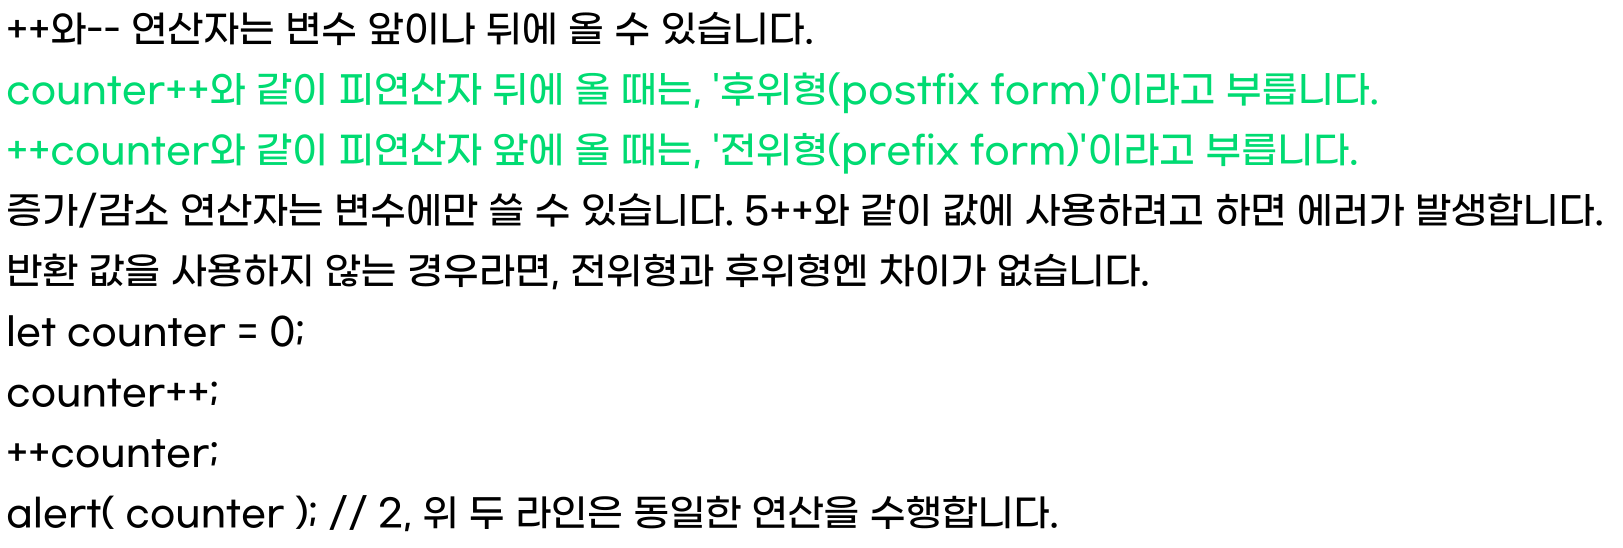 ++와-- 연산자는 변수 앞이나 뒤에 올 수 있습니다.
counter++와 같이 피연산자 뒤에 올 때는, '후위형(postfix form)'이라고 부릅니다.
++counter와 같이 피연산자 앞에 올 때는, '전위형(prefix form)'이라고 부릅니다.
증가/감소 연산자는 변수에만 쓸 수 있습니다. 5++와 같이 값에 사용하려고 하면 에러가 발생합니다.
반환 값을 사용하지 않는 경우라면, 전위형과 후위형엔 차이가 없습니다.
let counter = 0;
counter++;
++counter;
alert( counter ); // 2, 위 두 라인은 동일한 연산을 수행합니다.